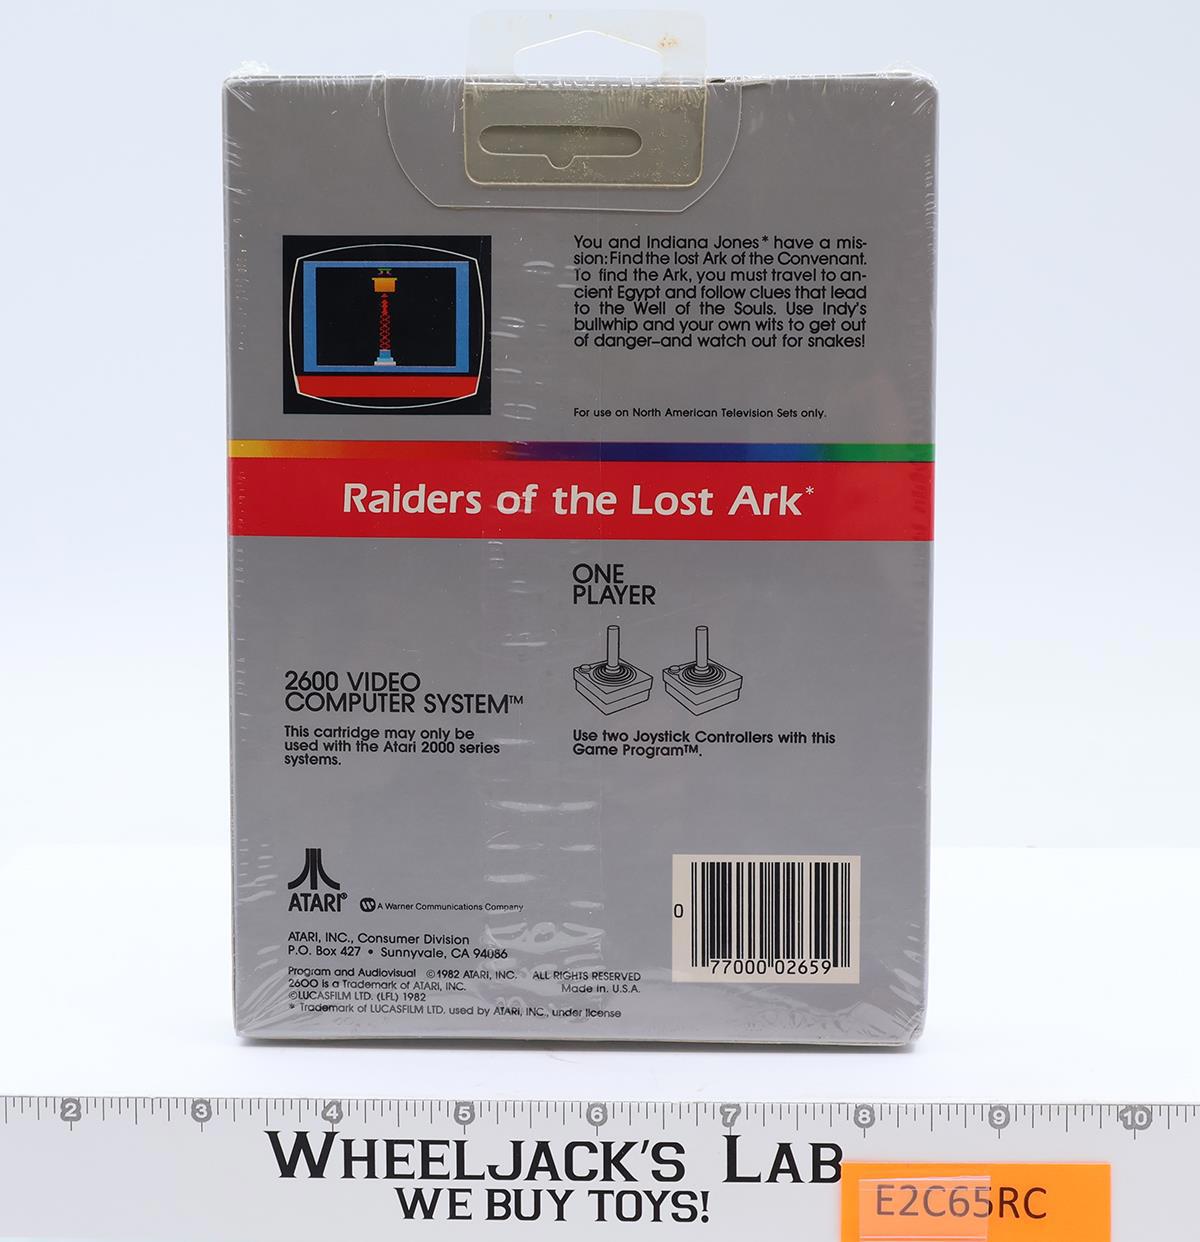 You and Indiana Jones* have a mis-
sion: Find the lost Ark of the Convenant.
To find the Ark, you must travel to an-
cient Egypt and follow clues that lead
to the Well of the Souls. Use Indy's
bullwhip and your own wits to get out
of danger–and watch out for snakes!
For use on North American Television Sets only.
Raiders of the Lost Ark*
ONE
PLAYER
2600 VIDEO
COMPUTER SYSTEM™
This cartridge may only be
used with the Atari 2000 series
systems.
Use two Joystick Controllers with this
Game Program™.
ATARI® A Warner Communications Company
ATARI, INC., Consumer Division
P.O. Box 427 • Sunnyvale, CA 94086
Program and Audiovisual ©1982 ATARI, INC. ALL RIGHTS RESERVED
2600 is a Trademark of ATARI, INC. Made in. U.S.A.
©LUCASFILM LTD. (LFL) 1982
* Trademark of LUCASFILM LTD. used by ATARI, INC., under license
0 77000 02659
2 3 4 5 6 7 8 9 10
WHEELJACK'S LAB
WE BUY TOYS!
E2C65RC